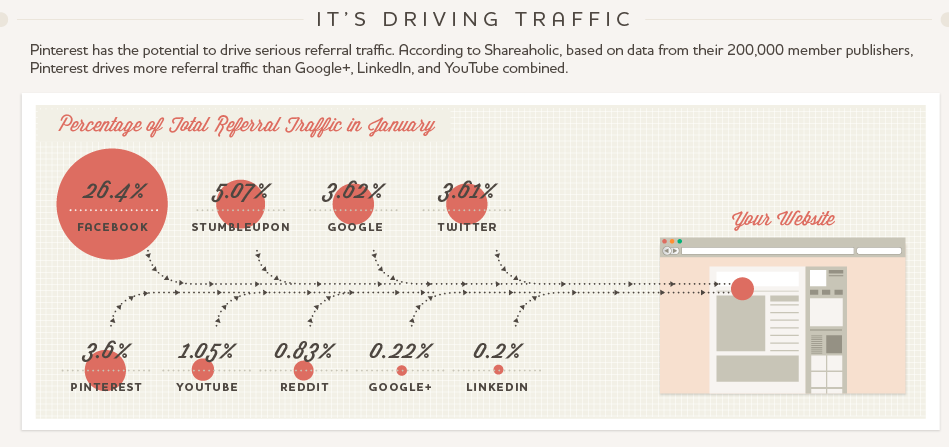 IT'S DRIVING TRAFFIC
Pinterest has the potential to drive serious referral traffic. According to Shareaholic, based on data from their 200,000 member publishers,
Pinterest drives more referral traffic than Google+, LinkedIn, and YouTube combined.
Percentage of Total Referral Traffic in January
26.4% 5.07% 3.62% 3.61%
FACEBOOK STUMBLEUPON GOOGLE TWITTER
Your Website
3.6% 1.05% 0.83% 0.22% 0.2%
PINTEREST YOUTUBE REDDIT GOOGLE+ LINKEDIN